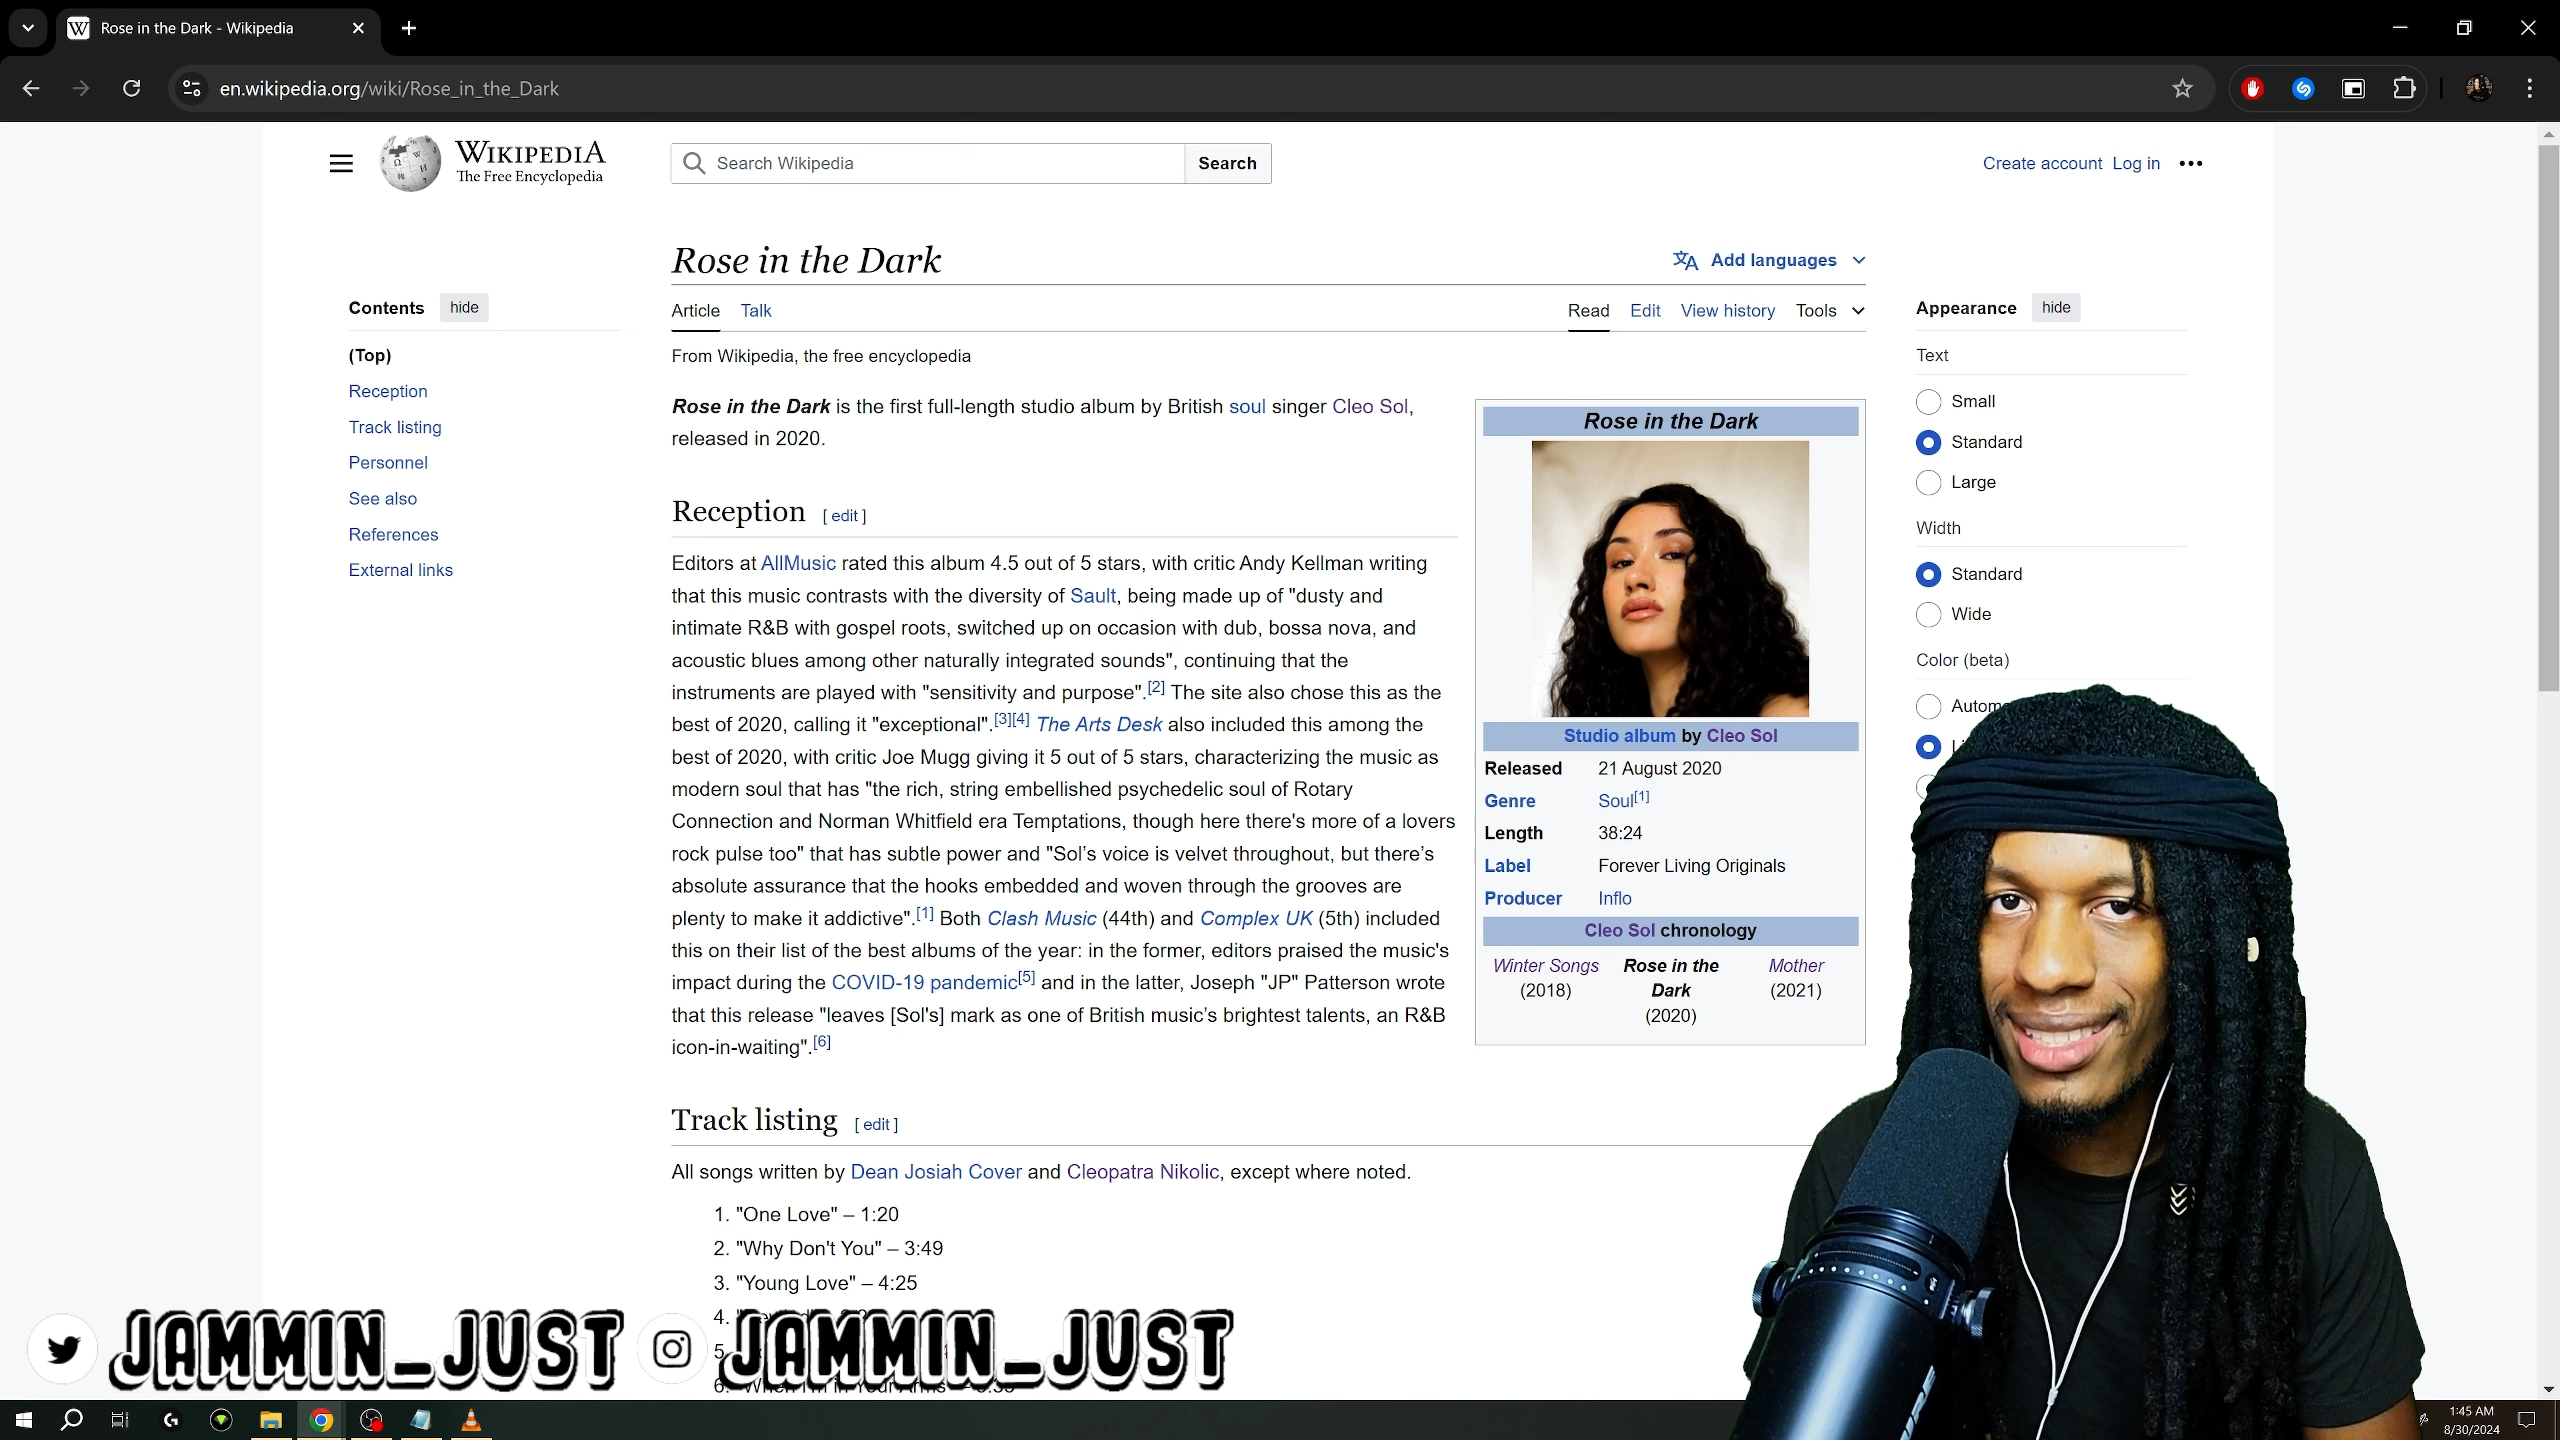 Rose in the Dark - Wikipedia
en.wikipedia.org/wiki/Rose_in_the_Dark
WIKIPEDIA
The Free Encyclopedia
Search Wikipedia
Search
Create account Log in
Rose in the Dark
Add languages
Contents hide
(Top)
Reception
Track listing
Personnel
See also
References
External links
Article Talk
Read Edit View history Tools
From Wikipedia, the free encyclopedia
Rose in the Dark is the first full-length studio album by British soul singer Cleo Sol,
released in 2020.
Reception [ edit ]
Editors at AllMusic rated this album 4.5 out of 5 stars, with critic Andy Kellman writing
that this music contrasts with the diversity of Sault, being made up of "dusty and
intimate R&B with gospel roots, switched up on occasion with dub, bossa nova, and
acoustic blues among other naturally integrated sounds", continuing that the
instruments are played with "sensitivity and purpose".[2] The site also chose this as the
best of 2020, calling it "exceptional".[3][4] The Arts Desk also included this among the
best of 2020, with critic Joe Mugg giving it 5 out of 5 stars, characterizing the music as
modern soul that has "the rich, string embellished psychedelic soul of Rotary
Connection and Norman Whitfield era Temptations, though here there's more of a lovers
rock pulse too" that has subtle power and "Sol’s voice is velvet throughout, but there’s
absolute assurance that the hooks embedded and woven through the grooves are
plenty to make it addictive".[1] Both Clash Music (44th) and Complex UK (5th) included
this on their list of the best albums of the year: in the former, editors praised the music's
impact during the COVID-19 pandemic[5] and in the latter, Joseph "JP" Patterson wrote
that this release "leaves [Sol's] mark as one of British music’s brightest talents, an R&B
icon-in-waiting".[6]
Rose in the Dark
Studio album by Cleo Sol
Released 21 August 2020
Genre Soul[1]
Length 38:24
Label Forever Living Originals
Producer Inflo
Cleo Sol chronology
Winter Songs
(2018)
Rose in the
Dark
(2020)
Mother
(2021)
Appearance hide
Text
Small
Standard
Large
Width
Standard
Wide
Color (beta)
Track listing [ edit ]
All songs written by Dean Josiah Cover and Cleopatra Nikolic, except where noted.
1. "One Love" – 1:20
2. "Why Don't You" – 3:49
3. "Young Love" – 4:25
4.
5.
6.
JAMMIN_JUST JAMMIN_JUST
1:45 AM
8/30/2024